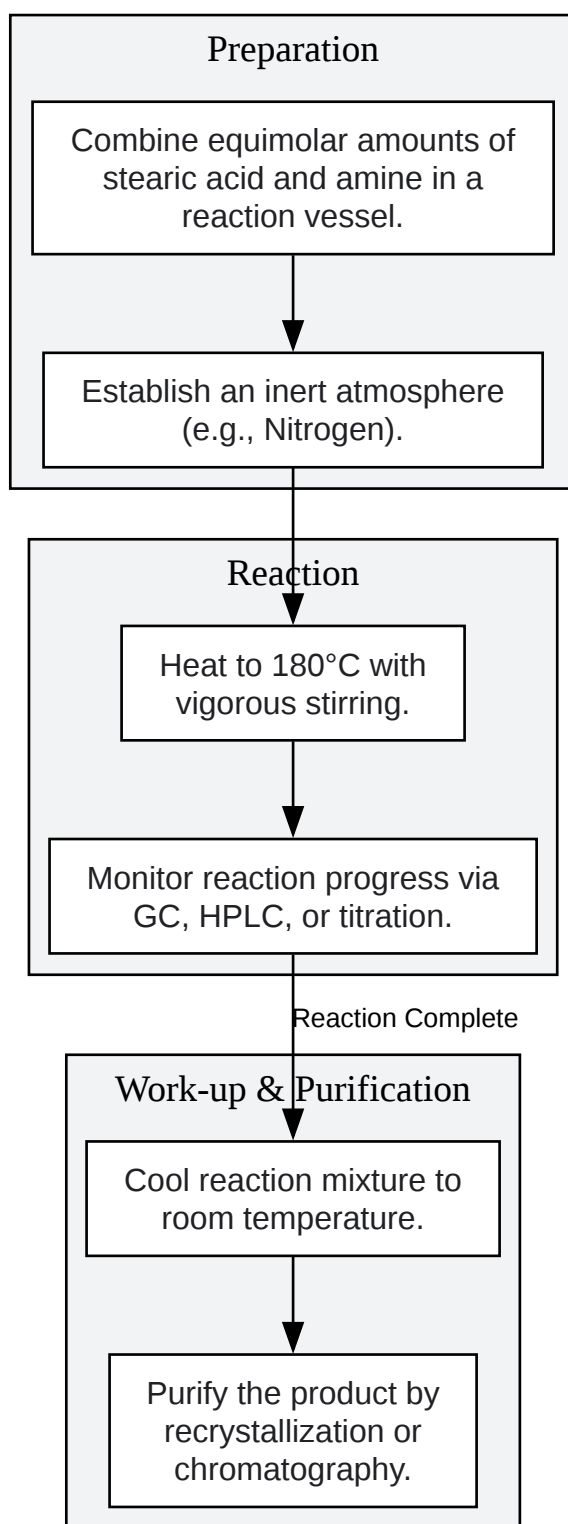 Preparation
Combine equimolar amounts of
stearic acid and amine in a
reaction vessel.
Establish an inert atmosphere
(e.g., Nitrogen).
Reaction
Heat to 180°C with
vigorous stirring.
Monitor reaction progress via
GC, HPLC, or titration.
Reaction Complete
Work-up & Purification
Cool reaction mixture to
room temperature.
Purify the product by
recrystallization or
chromatography.